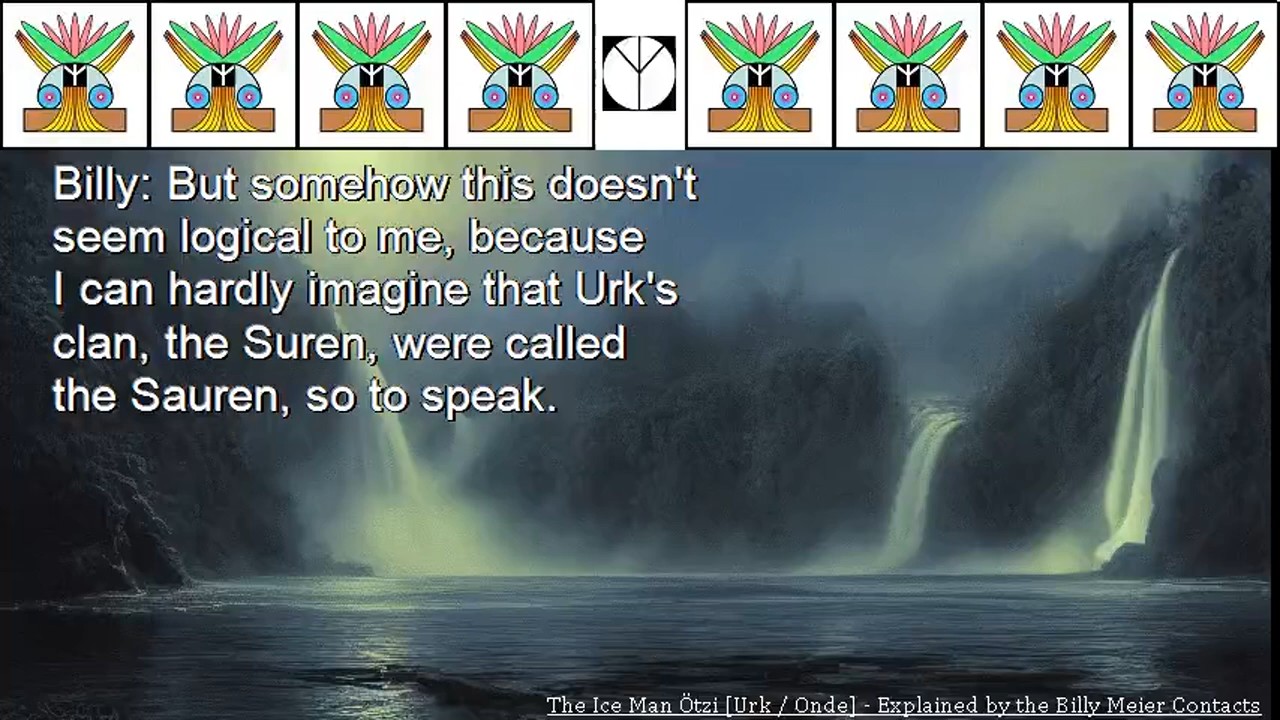 Billy: But somehow this doesn't
seem logical to me, because
I can hardly imagine that Urk's
clan, the Suren, were called
the Sauren, so to speak.
The Ice Man Ötzi [Urk / Onde] - Explained by the Billy Meier Contacts